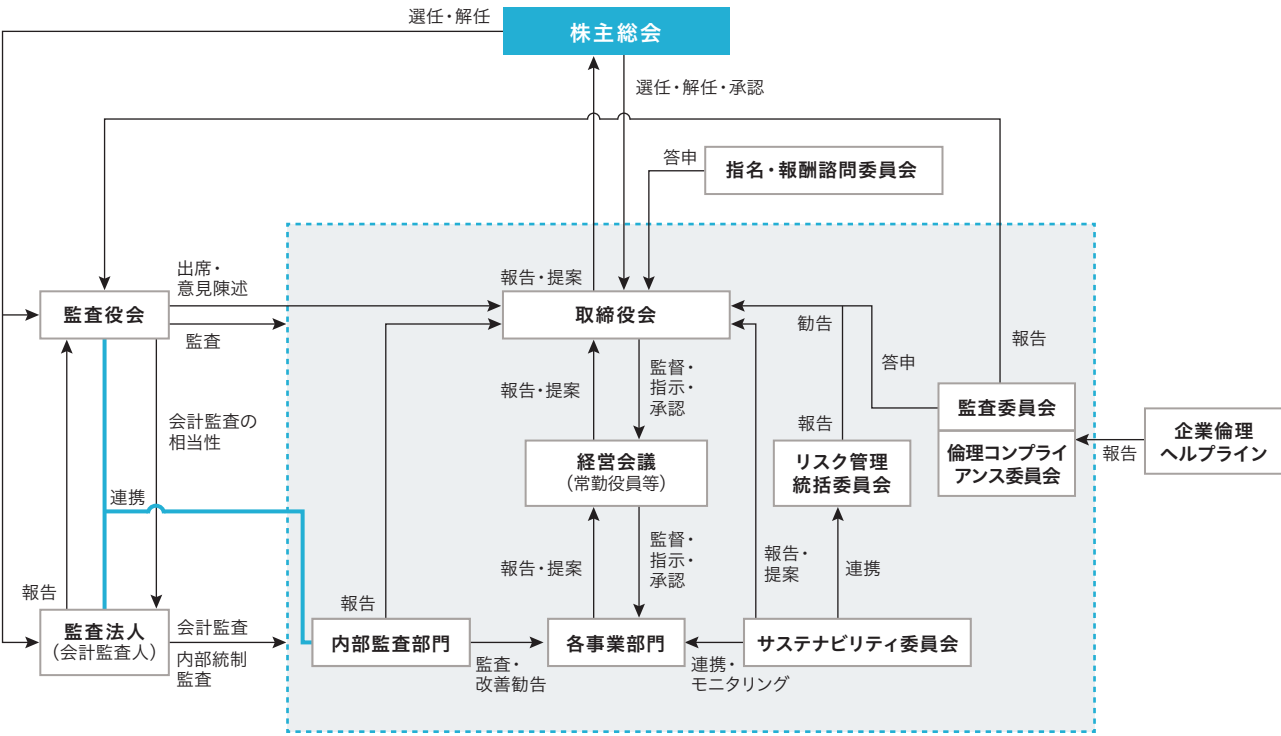 選任・解任
株主総会
選任・解任・承認
答申
指名・報酬諮問委員会
出席・
意見陳述
報告・提案
監査役会
取締役会
監査
勧告
報告
答申
監督・
指示・
承認
報告・提案
会計監査の
相当性
報告
監査委員会
倫理コンプライ
アンス委員会
報告
企業倫理
ヘルプライン
経営会議
（常勤役員等）
リスク管理
統括委員会
連携
監督・
指示・
承認
報告・提案
報告・
提案
連携
報告
報告
監査法人
（会計監査人）
会計監査
内部統制
監査
内部監査部門
各事業部門
サステナビリティ委員会
監査・
改善勧告
連携・
モニタリング